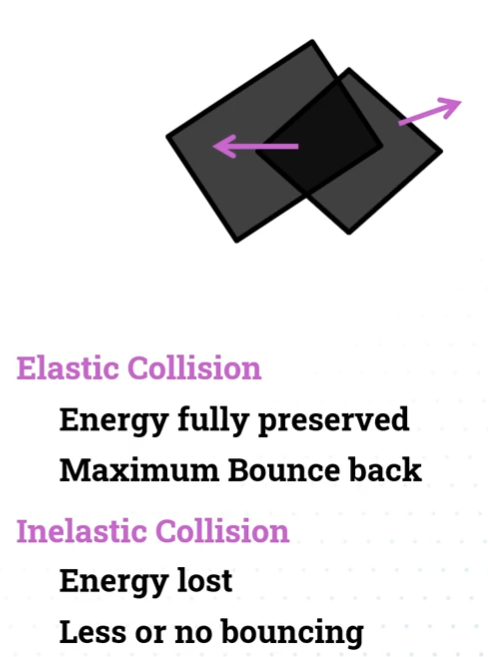 Elastic Collision
Energy fully preserved
Maximum Bounce back
Inelastic Collision
Energy lost
Less or no bouncing